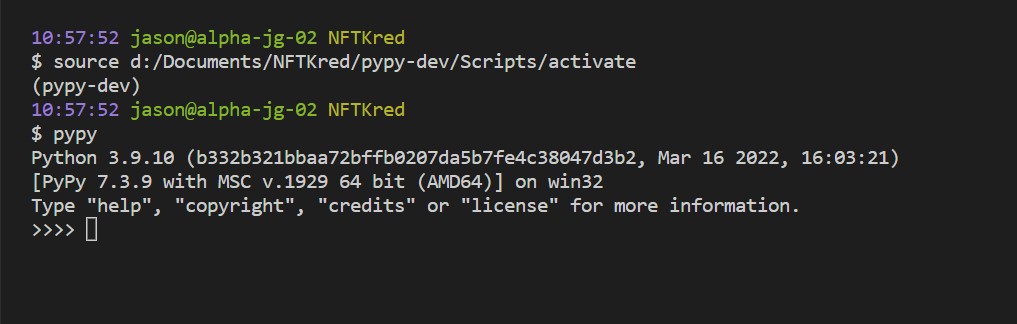 10:57:52 jason@alpha-jg-02 NFTKred
$ source d:/Documents/NFTKred/pypy-dev/Scripts/activate
(pypy-dev)
10:57:52 jason@alpha-jg-02 NFTKred
$ pypy
Python 3.9.10 (b332b321bbaa72bffb0207da5b7fe4c38047d3b2, Mar 16 2022, 16:03:21)
[PyPy 7.3.9 with MSC v.1929 64 bit (AMD64)] on win32
Type "help", "copyright", "credits" or "license" for more information.
>>>>